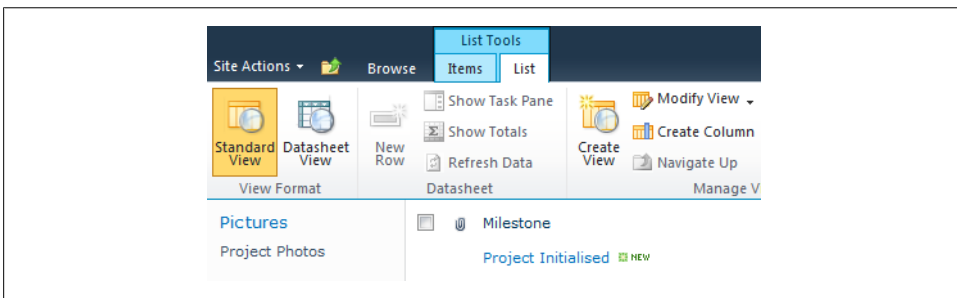 List Tools
Site Actions Browse Items List
Standard View
Datasheet View
New Row
Show Task Pane
Show Totals
Refresh Data
Create View
Modify View
Create Column
Navigate Up
View Format
Datasheet
Manage V
Pictures
Project Photos
Milestone
Project Initialised NEW